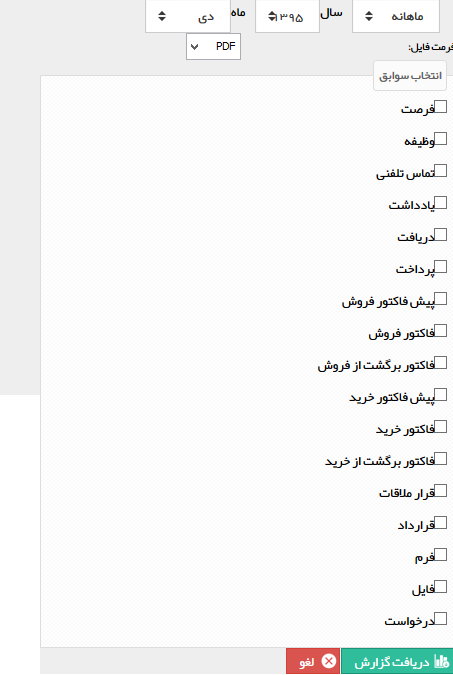 ماهانه سال ۱۳۹۵ ماه دی
فرمت فایل: PDF
انتخاب سوابق
فرصت
وظیفه
تماس تلفنی
یادداشت
دریافت
پرداخت
پیش فاکتور فروش
فاکتور فروش
فاکتور برگشت از فروش
پیش فاکتور خرید
فاکتور خرید
فاکتور برگشت از خرید
قرار ملاقات
قرارداد
فرم
فایل
درخواست
دریافت گزارش لغو